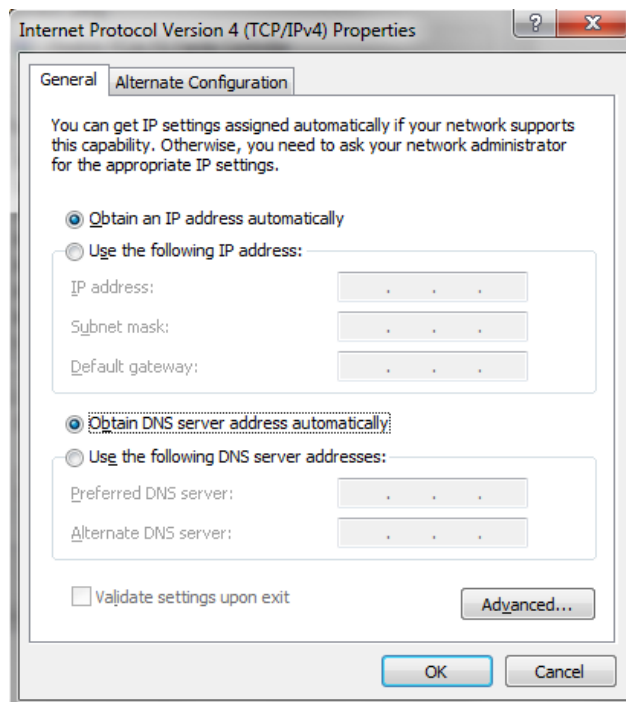 Internet Protocol Version 4 (TCP/IPv4) Properties
General
Alternate Configuration
You can get IP settings assigned automatically if your network supports
this capability. Otherwise, you need to ask your network administrator
for the appropriate IP settings.
Obtain an IP address automatically
Use the following IP address:
IP address:
Subnet mask:
Default gateway:
Obtain DNS server address automatically
Use the following DNS server addresses:
Preferred DNS server:
Alternate DNS server:
Validate settings upon exit
Advanced...
OK
Cancel